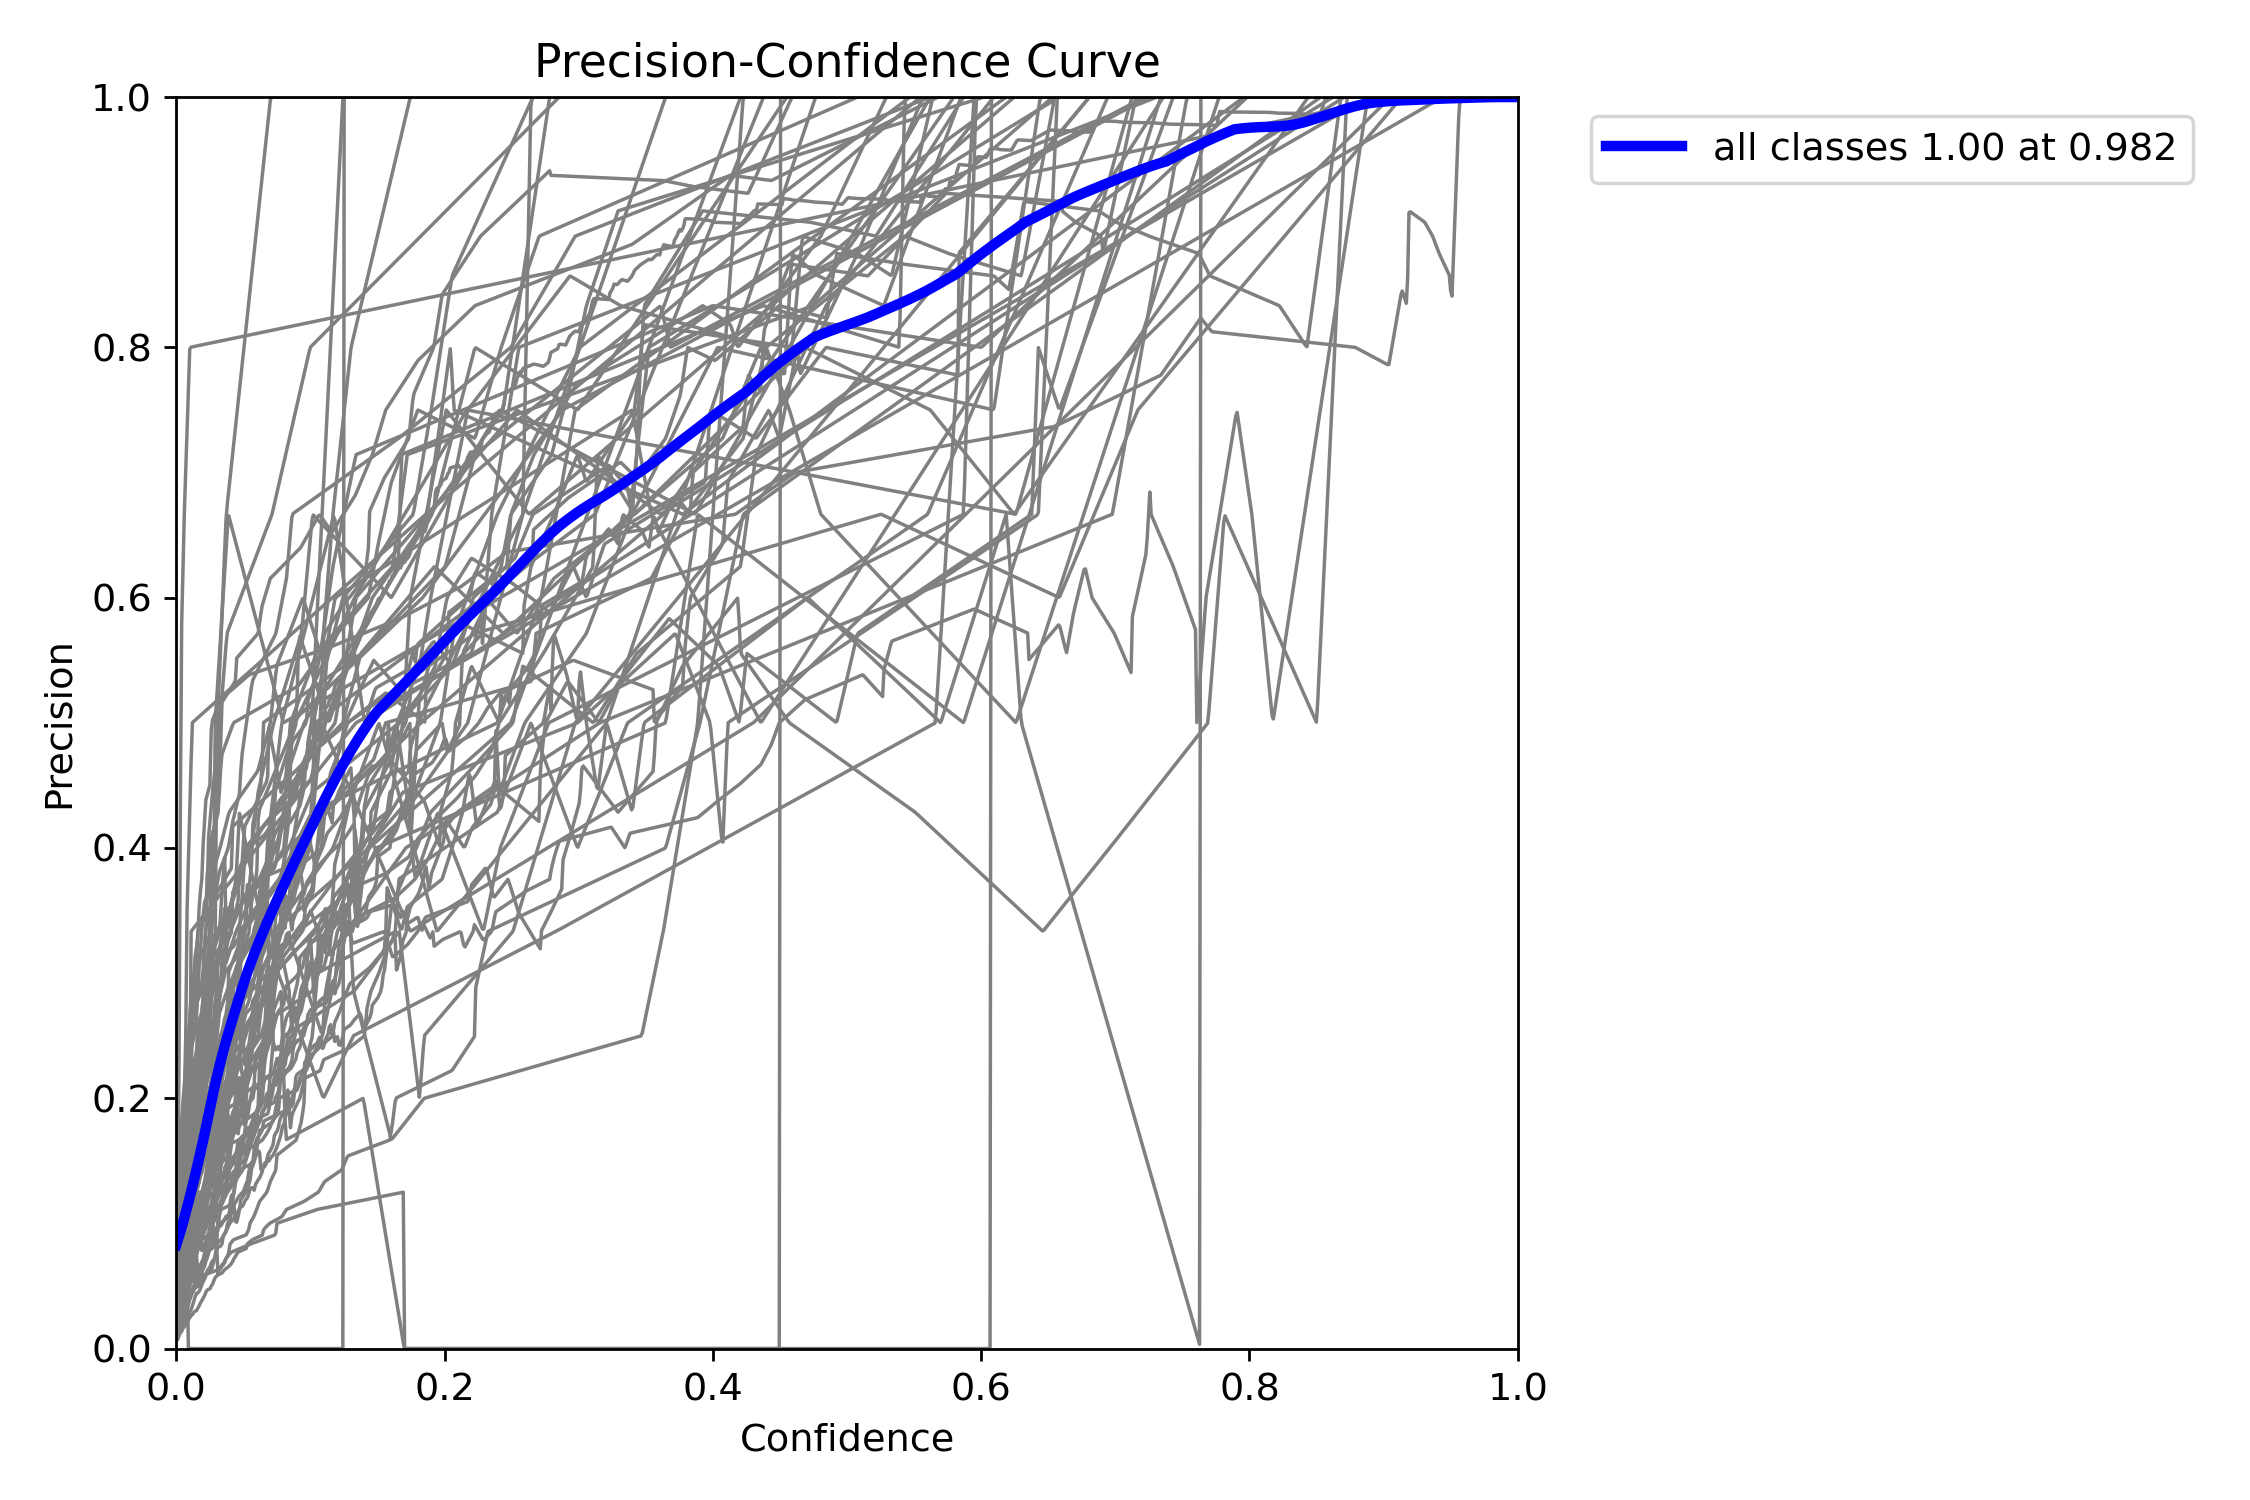 Precision-Confidence Curve
all classes 1.00 at 0.982
Precision
1.0
0.8
0.6
0.4
0.2
0.0
0.0 0.2 0.4 0.6 0.8 1.0
Confidence